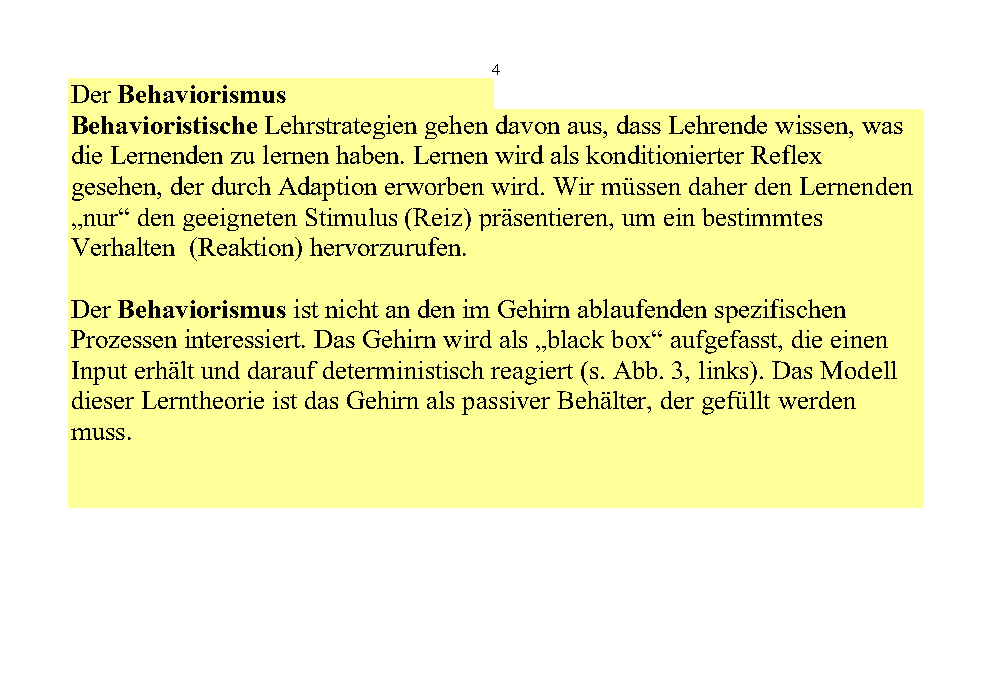 4
Der Behaviorismus
Behavioristische Lehrstrategien gehen davon aus, dass Lehrende wissen, was
die Lernenden zu lernen haben. Lernen wird als konditionierter Reflex
gesehen, der durch Adaption erworben wird. Wir müssen daher den Lernenden
„nur“ den geeigneten Stimulus (Reiz) präsentieren, um ein bestimmtes
Verhalten  (Reaktion) hervorzurufen.
Der Behaviorismus ist nicht an den im Gehirn ablaufenden spezifischen
Prozessen interessiert. Das Gehirn wird als „black box“ aufgefasst, die einen
Input erhält und darauf deterministisch reagiert (s. Abb. 3, links). Das Modell
dieser Lerntheorie ist das Gehirn als passiver Behälter, der gefüllt werden
muss.